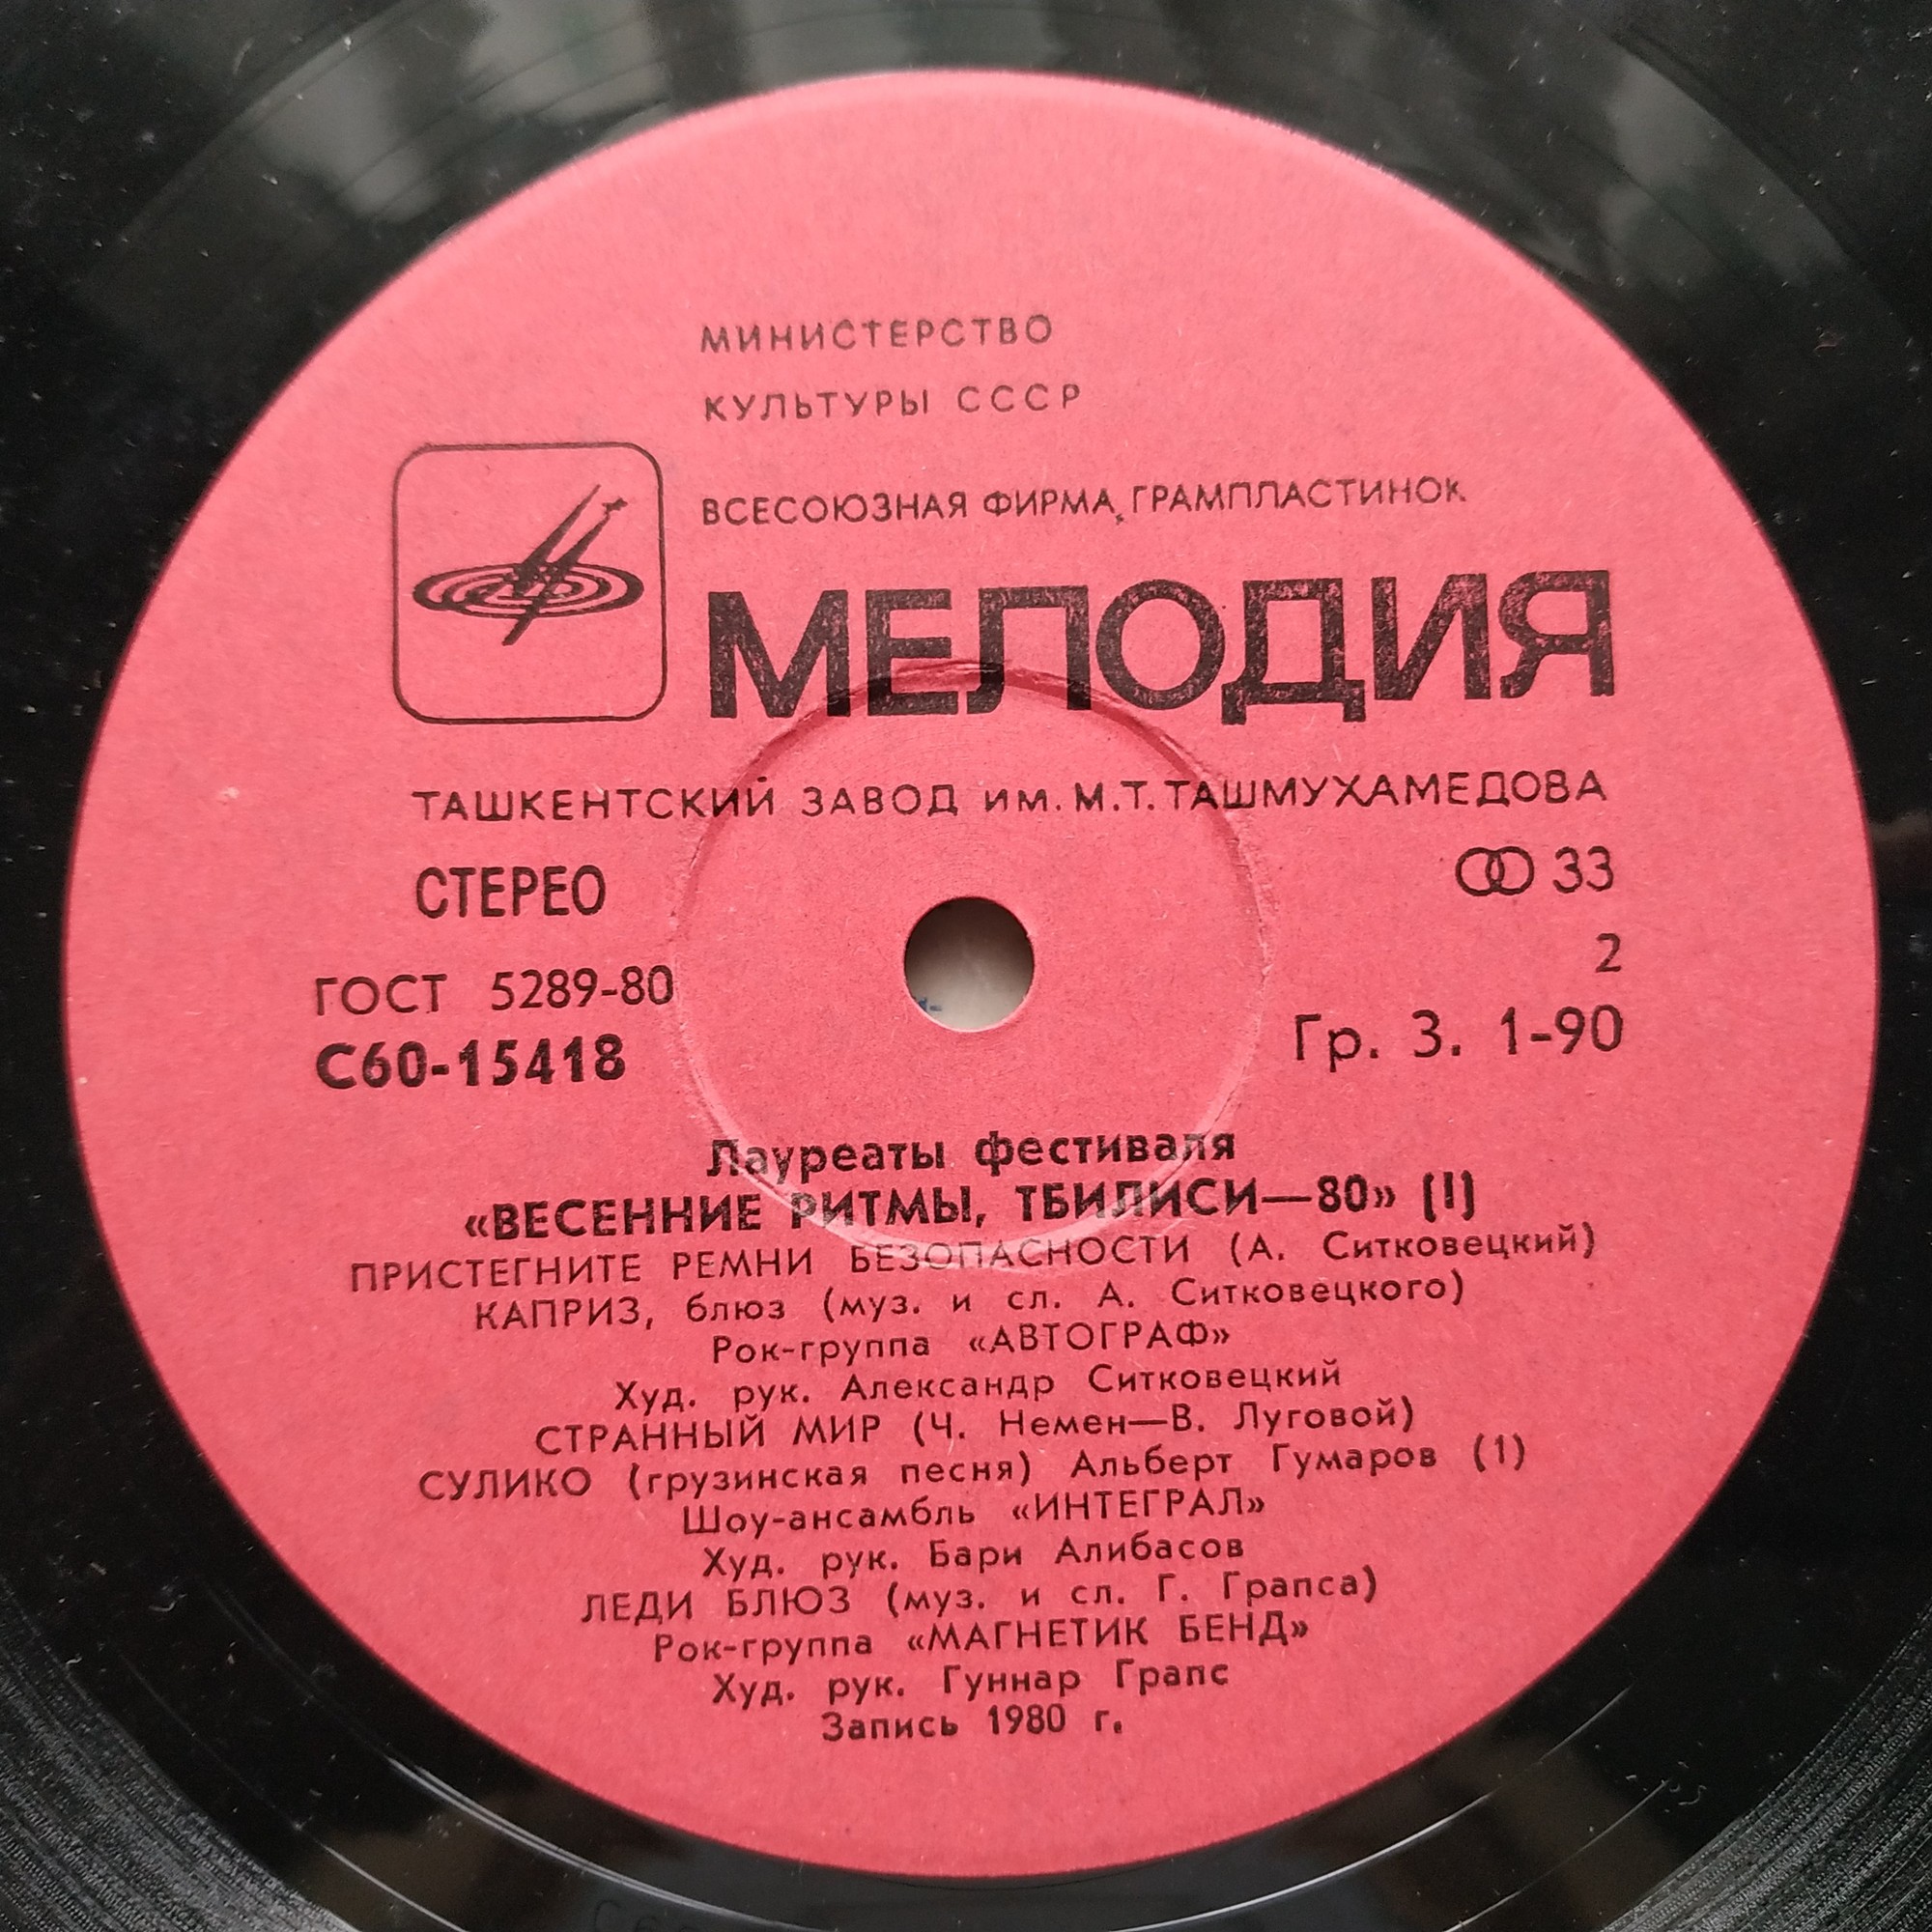 МИНИСТЕРСТВО
КУЛЬТУРЫ СССР
ВСЕСОЮЗНАЯ ФИРМА ГРАМПЛАСТИНОК
МЕЛОДИЯ
ТАШКЕНТСКИЙ ЗАВОД им. М.Т. ТАШМУХАМЕДОВА
СТЕРЕО 33
2
ГОСТ 5289-80
Гр. 3. 1-90
С60-15418
Лауреаты фестиваля
«ВЕСЕННИЕ РИТМЫ, ТБИЛИСИ—80» (I)
ПРИСТЕГНИТЕ РЕМНИ БЕЗОПАСНОСТИ (А. Ситковецкий)
КАПРИЗ, блюз (муз. и сл. А. Ситковецкого)
Рок-группа «АВТОГРАФ»
Худ. рук. Александр Ситковецкий
СТРАННЫЙ МИР (Ч. Немен—В. Луговой)
СУЛИКО (грузинская песня) Альберт Гумаров (1)
Шоу-ансамбль «ИНТЕГРАЛ»
Худ. рук. Бари Алибасов
ЛЕДИ БЛЮЗ (муз. и сл. Г. Грапса)
Рок-группа «МАГНЕТИК БЕНД»
Худ. рук. Гуннар Грапс
Запись 1980 г.